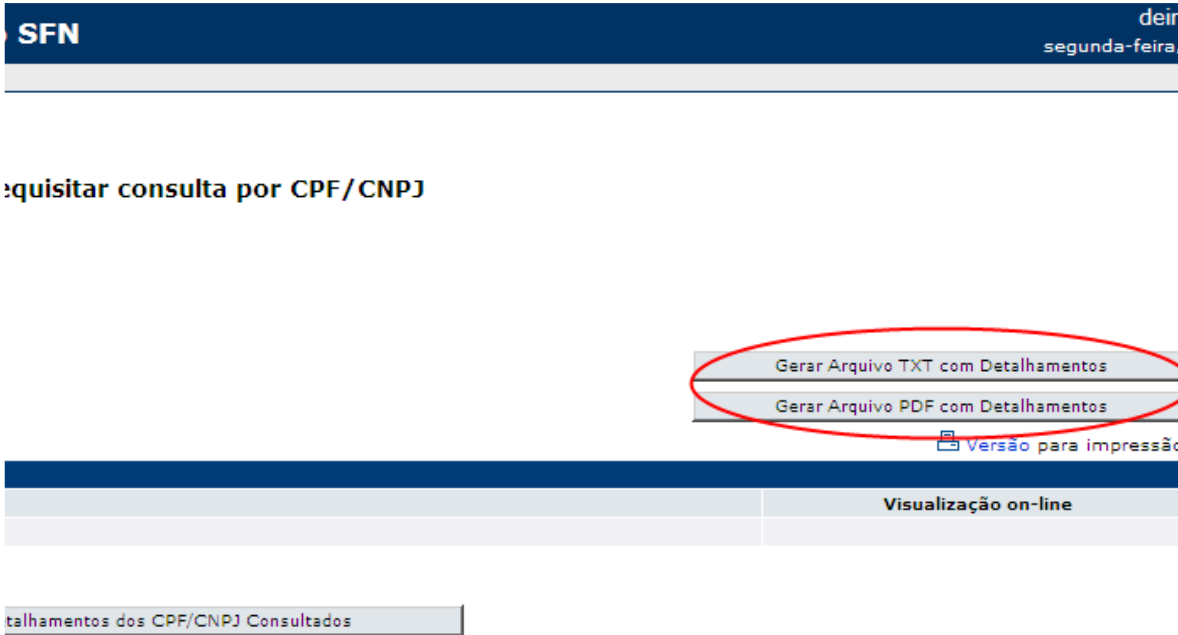 SFN
deir
segunda-feira,
equisitar consulta por CPF/CNPJ
Gerar Arquivo TXT com Detalhamentos
Gerar Arquivo PDF com Detalhamentos
Versão para impressão
Visualização on-line
talhamentos dos CPF/CNPJ Consultados